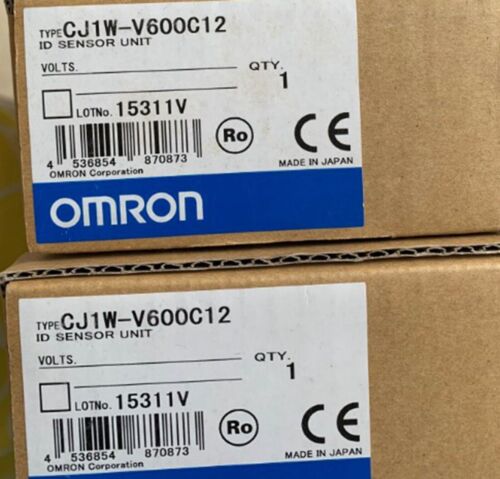 TYPE CJ1W-V600C12
ID SENSOR UNIT
VOLTS. QTY.
1
LOTNo. 15311V
Ro CE
4 536854 870873
MADE IN JAPAN
OMRON Corporation
OMRON
TYPE CJ1W-V600C12
ID SENSOR UNIT
VOLTS. QTY.
1
LOTNo. 15311V
Ro CE
4 536854 870873
MADE IN JAPAN
OMRON Corporation